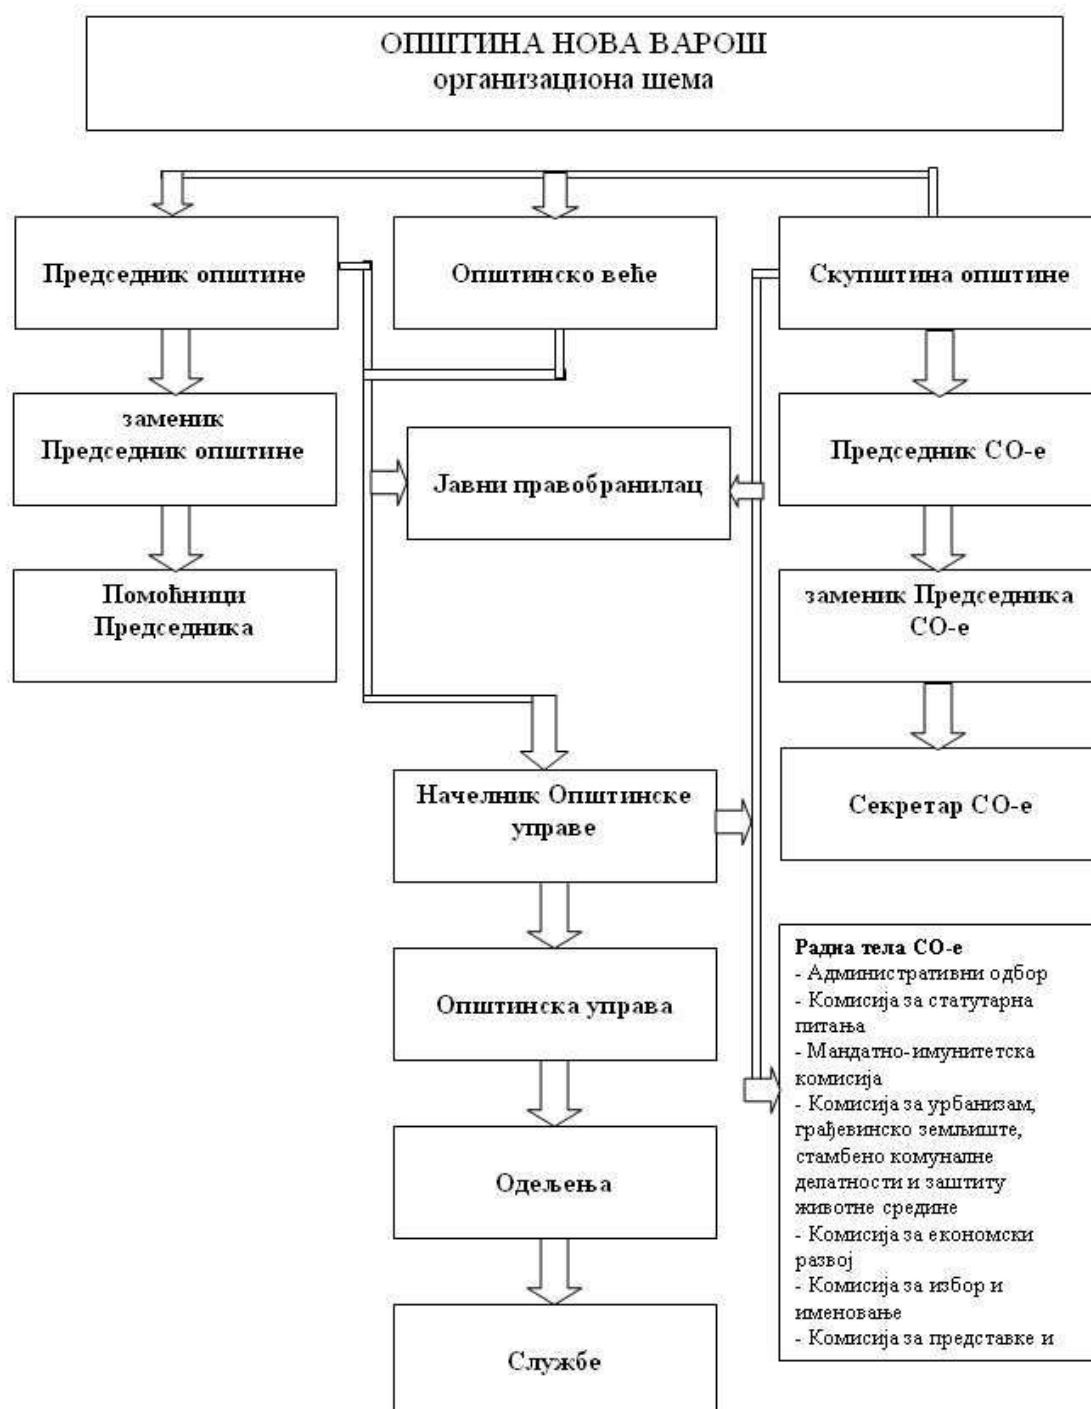 ОПШТИНА НОВА ВАРОШ
организациона шема
Председник општине
Општинско веће
Скупштина општине
заменик
Председник општине
Јавни правобранилац
Председник СО-е
Помоћници
Председника
заменик Председника
СО-е
Начелник Општинске
управе
Секретар СО-е
Општинска управа
Одељења
Службе
Радна тела СО-е
- Административни одбор
- Комисија за статутарна
питања
- Мандатно-имунитетска
комисија
- Комисија за урбанизам,
грађевинско земљиште,
стамбено комуналне
делатности и заштиту
животне средине
- Комисија за економски
развој
- Комисија за избор и
именовање
- Комисија за представке и